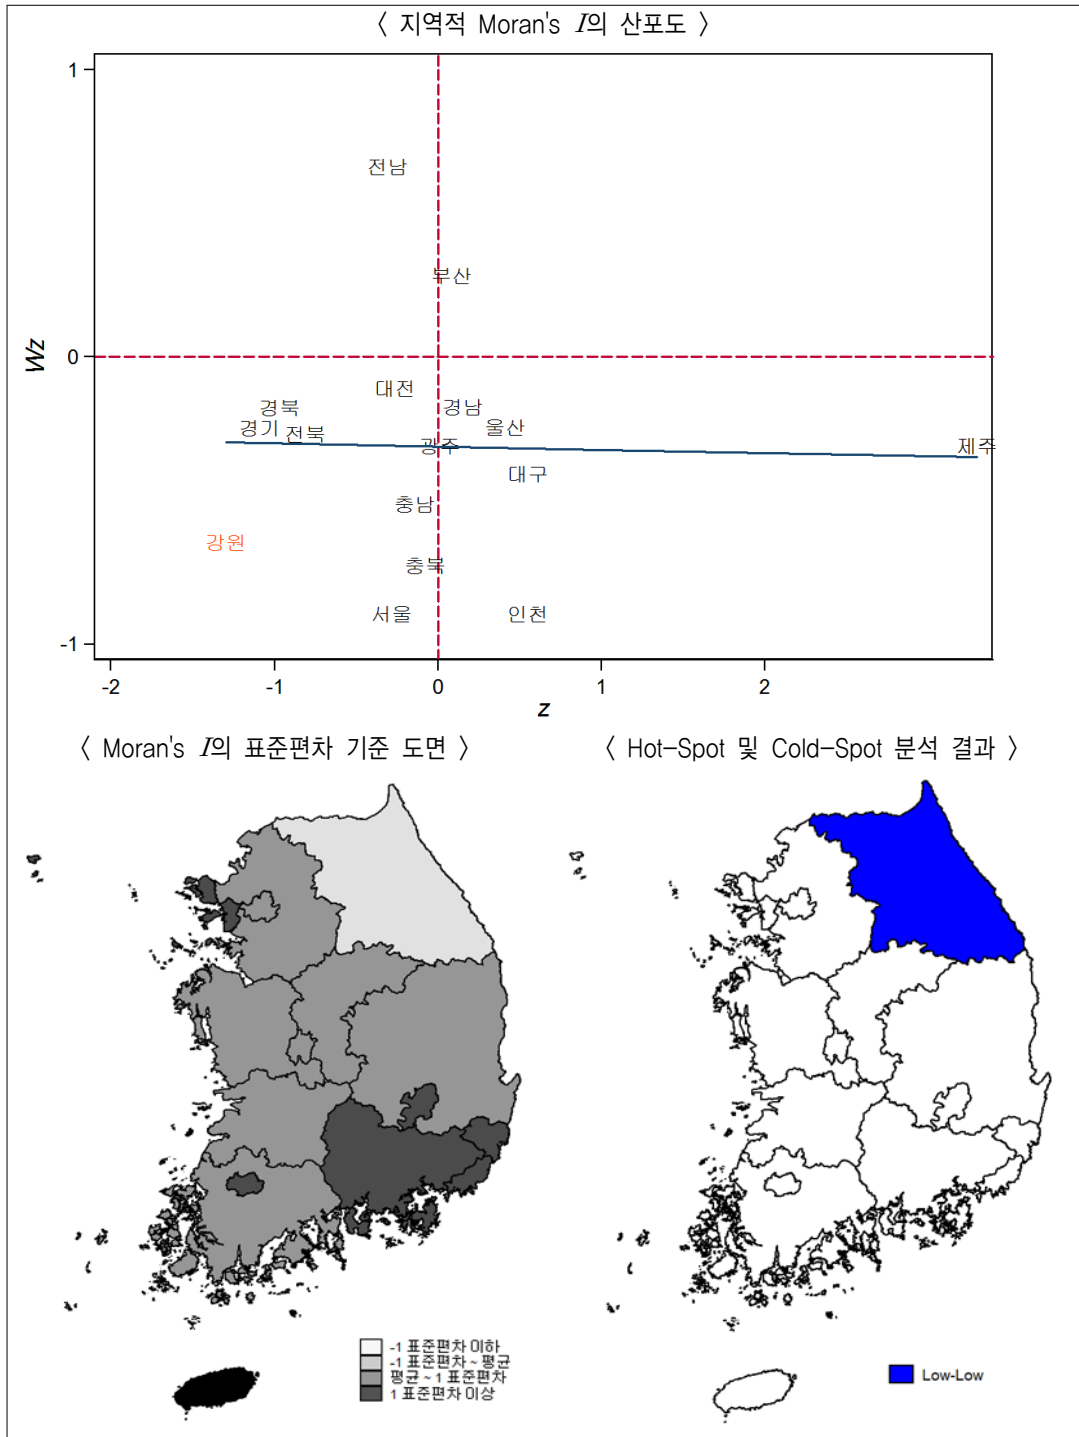 〈 지역적 Moran's I의 산포도 〉
1
전남
부산
Wz
0
대전
경북
경남
경기
전북
울산
광주
제주
대구
충남
강원
충북
서울
인천
-1
-2
-1
0
1
2
z
〈 Moran's I의 표준편차 기준 도면 〉
〈 Hot-Spot 및 Cold-Spot 분석 결과 〉
-1 표준편차 이하
-1 표준편차 ~ 평균
평균 ~ 1 표준편차
1 표준편차 이상
Low-Low